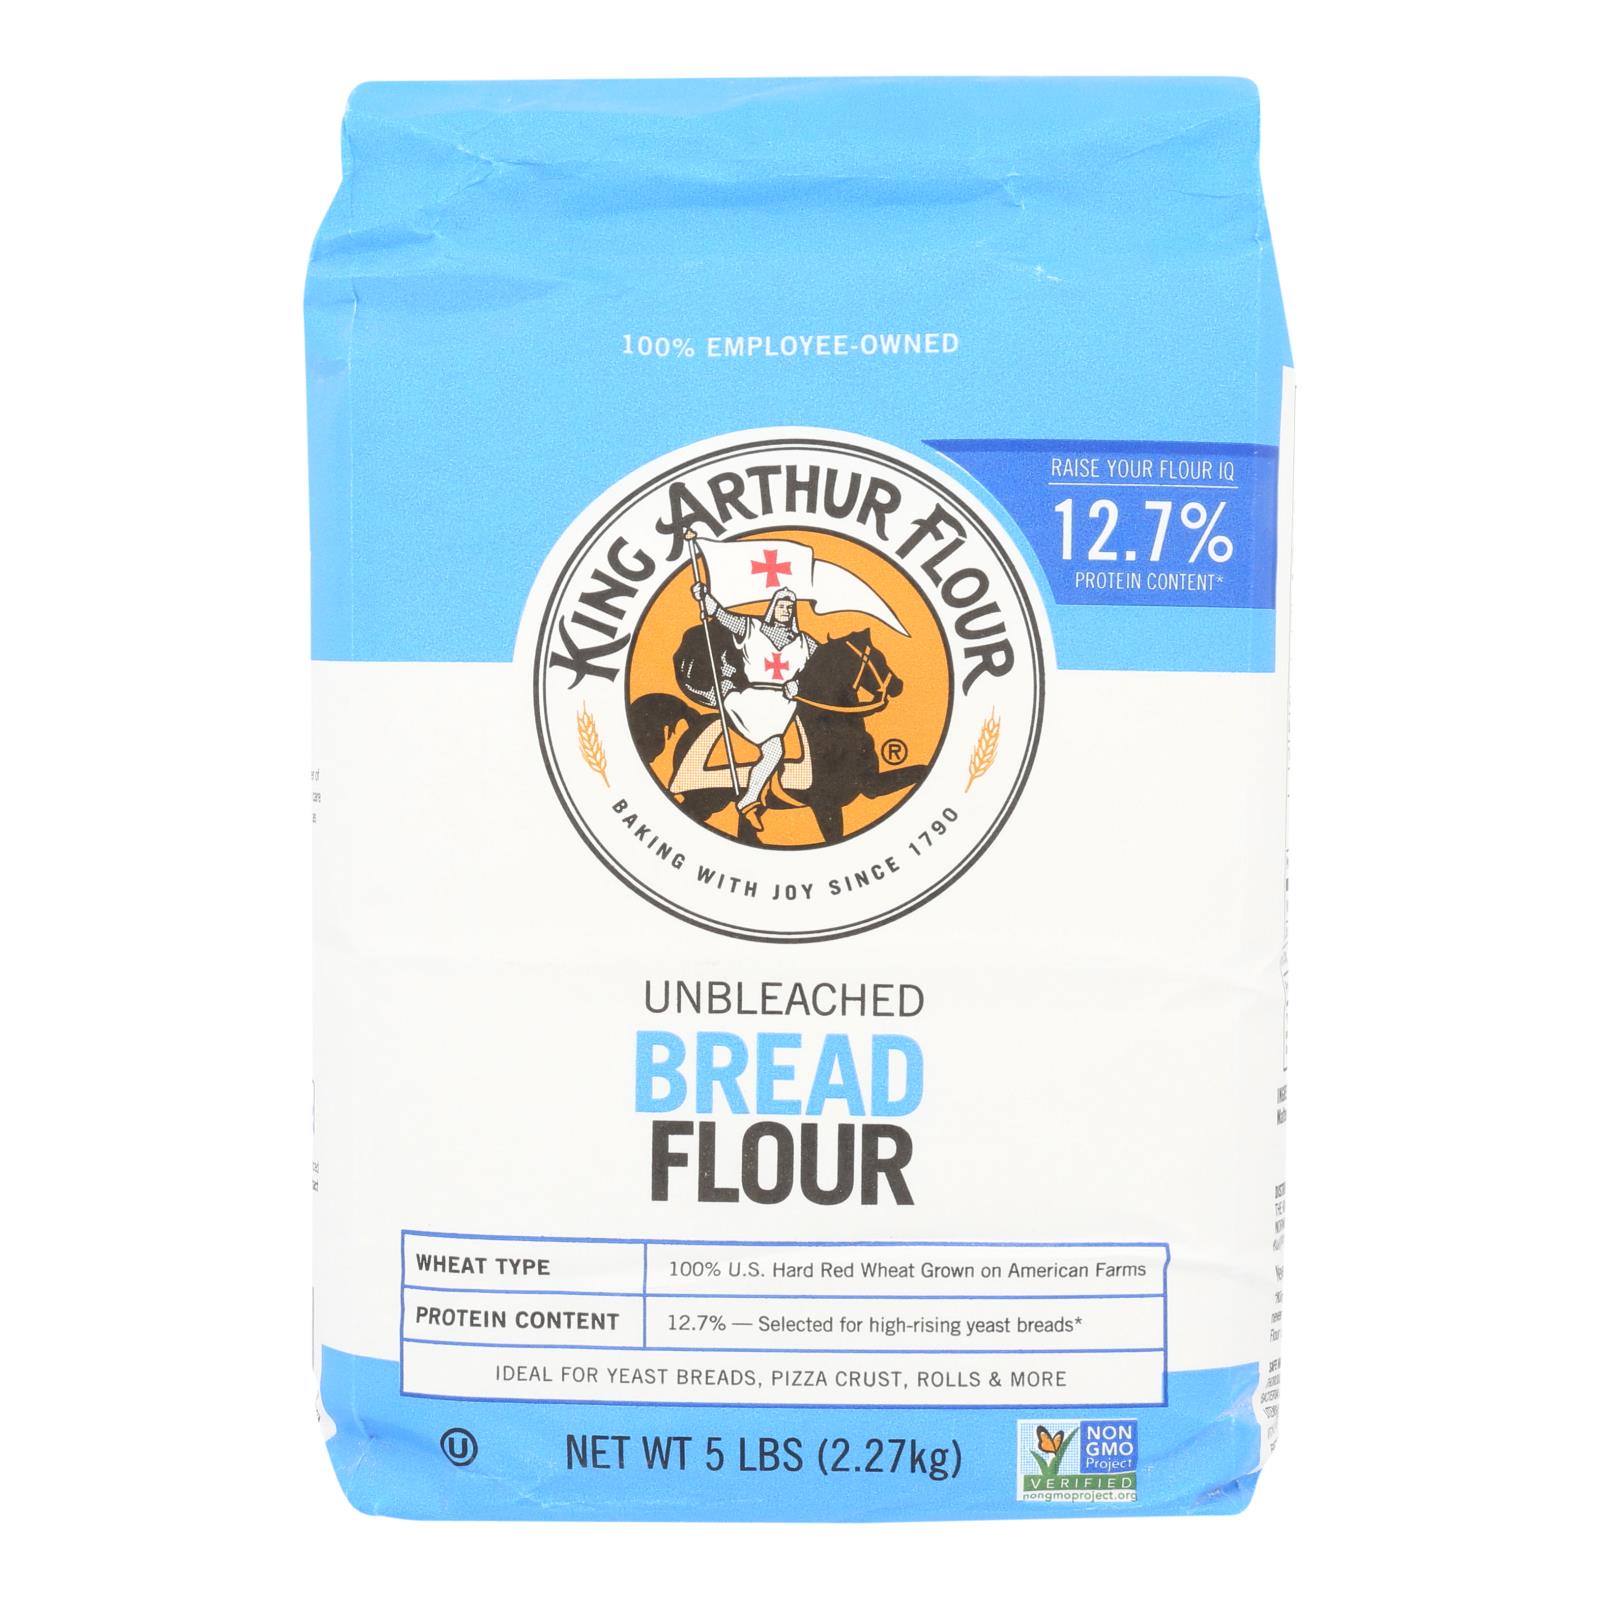 100% EMPLOYEE-OWNED
KING ARTHUR FLOUR
RAISE YOUR FLOUR IQ
12.7%
PROTEIN CONTENT*
®
BAKING WITH JOY SINCE 1790
UNBLEACHED
BREAD
FLOUR
WHEAT TYPE 100% U.S. Hard Red Wheat Grown on American Farms
PROTEIN CONTENT 12.7% — Selected for high-rising yeast breads*
IDEAL FOR YEAST BREADS, PIZZA CRUST, ROLLS & MORE
U
NET WT 5 LBS (2.27kg)
NON
GMO
Project
VERIFIED
nongmoproject.org